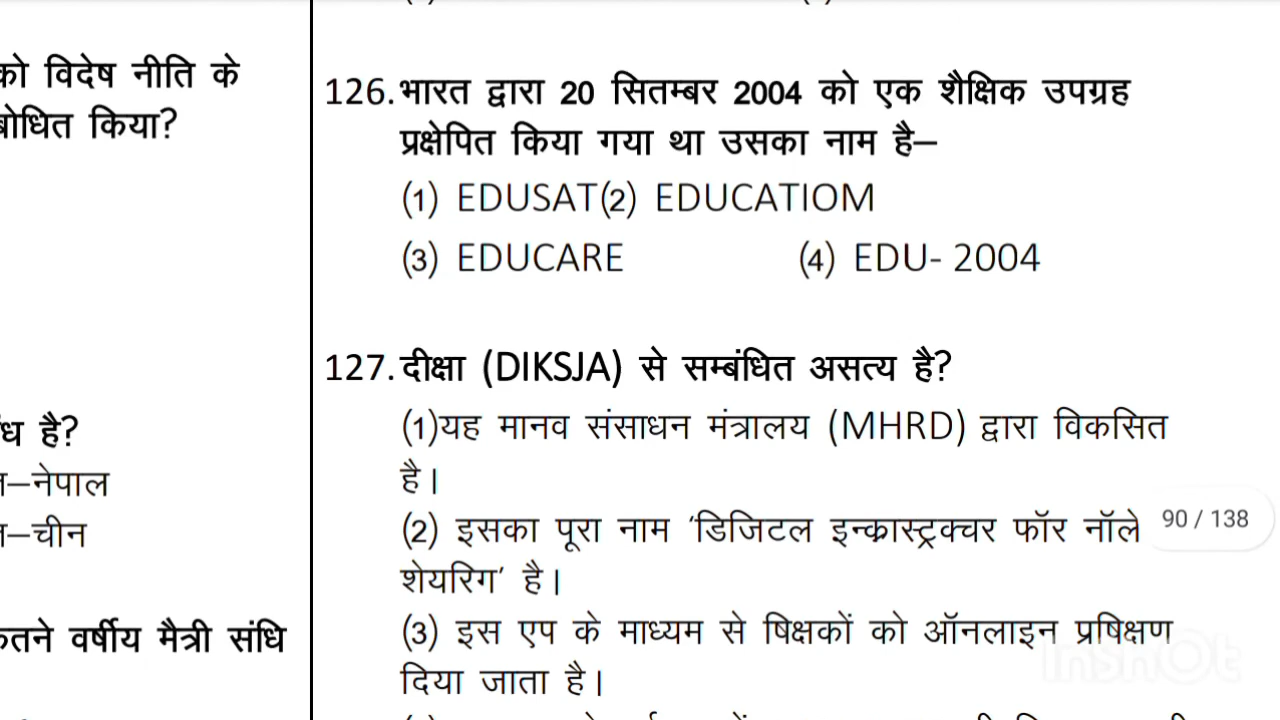 को विदेष नीति के
बोधित किया?
ध है?
–नेपाल
–चीन
कतने वर्षीय मैत्री संधि
126. भारत द्वारा 20 सितम्बर 2004 को एक शैक्षिक उपग्रह
प्रक्षेपित किया गया था उसका नाम है–
(1) EDUSAT(2) EDUCATIOM
(3) EDUCARE (4) EDU- 2004
127. दीक्षा (DIKSJA) से सम्बंधित असत्य है?
(1)यह मानव संसाधन मंत्रालय (MHRD) द्वारा विकसित
है।
(2) इसका पूरा नाम 'डिजिटल इन्क्रास्ट्रक्चर फॉर नॉले
शेयरिग' है।
(3) इस एप के माध्यम से षिक्षकों को ऑनलाइन प्रषिक्षण
दिया जाता है।
90 / 138
InShOt